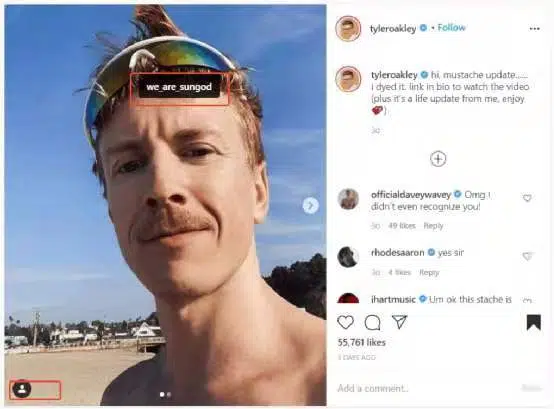 we_are_sungod
tyleroakley • Follow
tyleroakley hi, mustache update......
i dyed it. link in bio to watch the video
(plus it's a life update from me, enjoy
)
3d
officialdaveywavey Omg I
didn't even recognize you!
3d 49 likes Reply
rhodesaaron yes sir
3d 4 likes Reply
ihartmusic Um ok this stache is
55,761 likes
3 DAYS AGO
Add a comment...